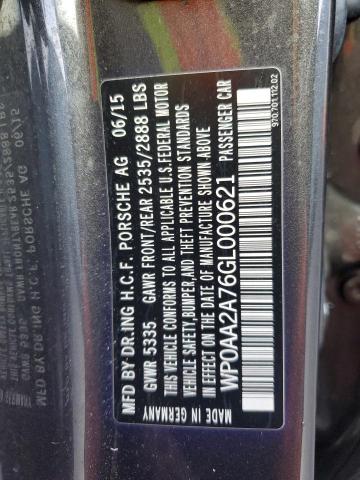 MFD BY DR.ING H.C.F. PORSCHE AG 06/15
GVWR 5335 GAWR FRONT/REAR 2535/2888 LBS
THIS VEHICLE CONFORMS TO ALL APPLICABLE U.S.FEDERAL MOTOR
VEHICLE SAFETY,BUMPER,AND THEFT PREVENTION STANDARDS
IN EFFECT ON THE DATE OF MANUFACTURE SHOWN ABOVE
WP0AA2A76GL000621 PASSENGER CAR
MADE IN GERMANY
970.701.112.02